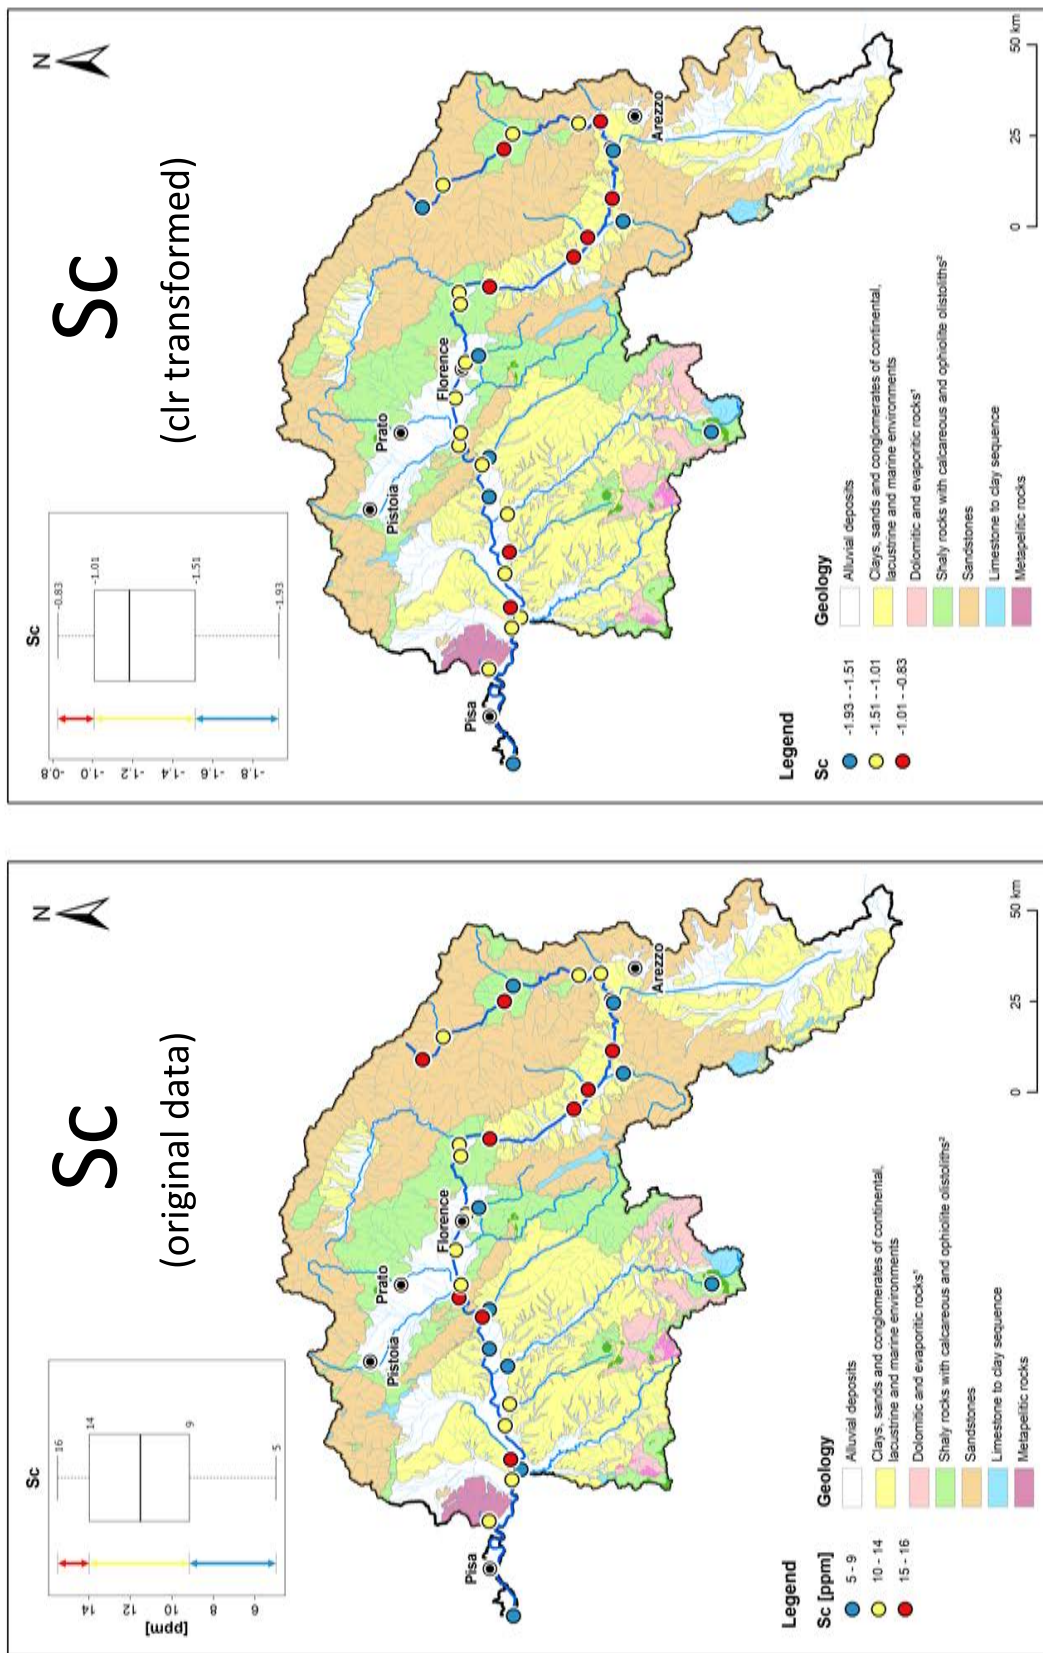 Sc
(original data)
N
Sc
16
14
9
5
14
12
10
8
6
[ppm]
Pistoia
Prato
Florence
Pisa
Arezzo
Legend
Sc [ppm]
5 - 9
10 - 14
15 - 16
Geology
Alluvial deposits
Clays, sands and conglomerates of continental,
lacustrine and marine environments
Dolomitic and evaporitic rocks¹
Shaly rocks with calcareous and ophiolite olistoliths²
Sandstones
Limestone to clay sequence
Metapelitic rocks
0 25 50 km
Sc
(clr transformed)
N
Sc
-0.83
-1.01
-1.51
-1.93
-0.8
-1.0
-1.2
-1.4
-1.6
-1.8
Pistoia
Prato
Florence
Pisa
Arezzo
Legend
Sc
-1.93 - -1.51
-1.51 - -1.01
-1.01 - -0.83
Geology
Alluvial deposits
Clays, sands and conglomerates of continental,
lacustrine and marine environments
Dolomitic and evaporitic rocks¹
Shaly rocks with calcareous and ophiolite olistoliths²
Sandstones
Limestone to clay sequence
Metapelitic rocks
0 25 50 km